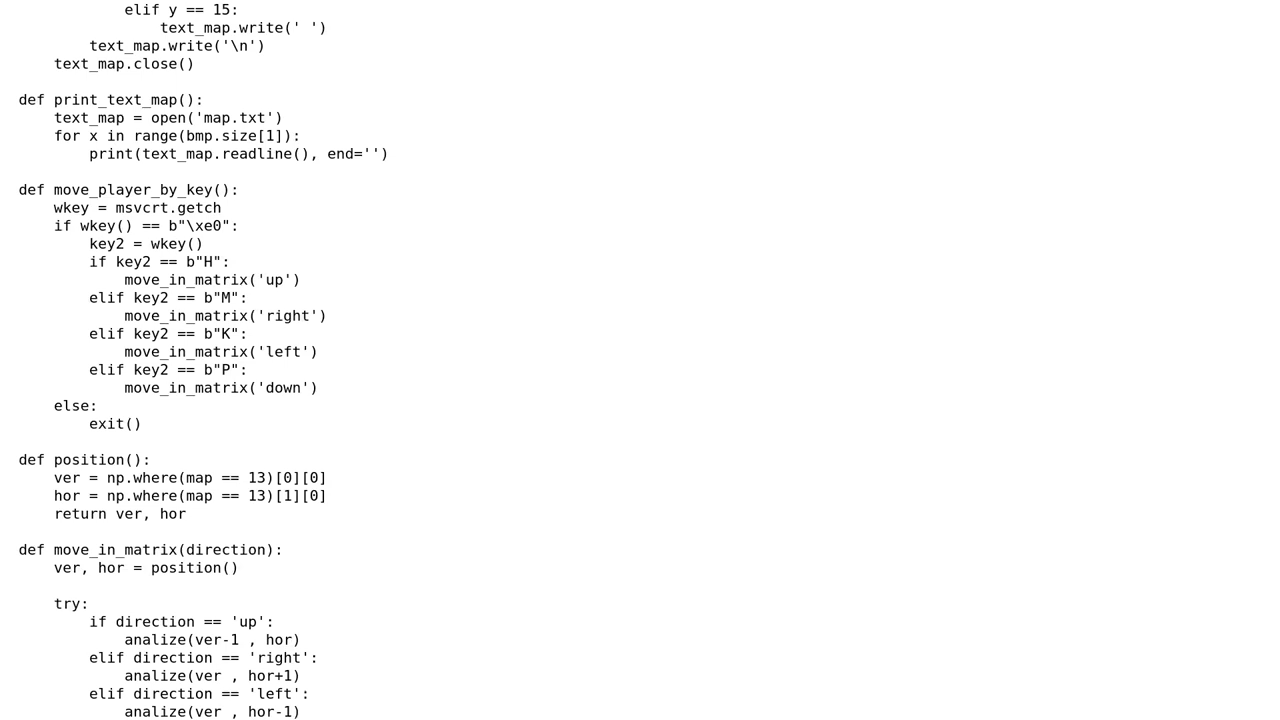 elif y == 15:
                text_map.write(' ')
        text_map.write('\n')
    text_map.close()

def print_text_map():
    text_map = open('map.txt')
    for x in range(bmp.size[1]):
        print(text_map.readline(), end='')

def move_player_by_key():
    wkey = msvcrt.getch
    if wkey() == b"\xe0":
        key2 = wkey()
        if key2 == b"H":
            move_in_matrix('up')
        elif key2 == b"M":
            move_in_matrix('right')
        elif key2 == b"K":
            move_in_matrix('left')
        elif key2 == b"P":
            move_in_matrix('down')
    else:
        exit()

def position():
    ver = np.where(map == 13)[0][0]
    hor = np.where(map == 13)[1][0]
    return ver, hor

def move_in_matrix(direction):
    ver, hor = position()

    try:
        if direction == 'up':
            analize(ver-1 , hor)
        elif direction == 'right':
            analize(ver , hor+1)
        elif direction == 'left':
            analize(ver , hor-1)